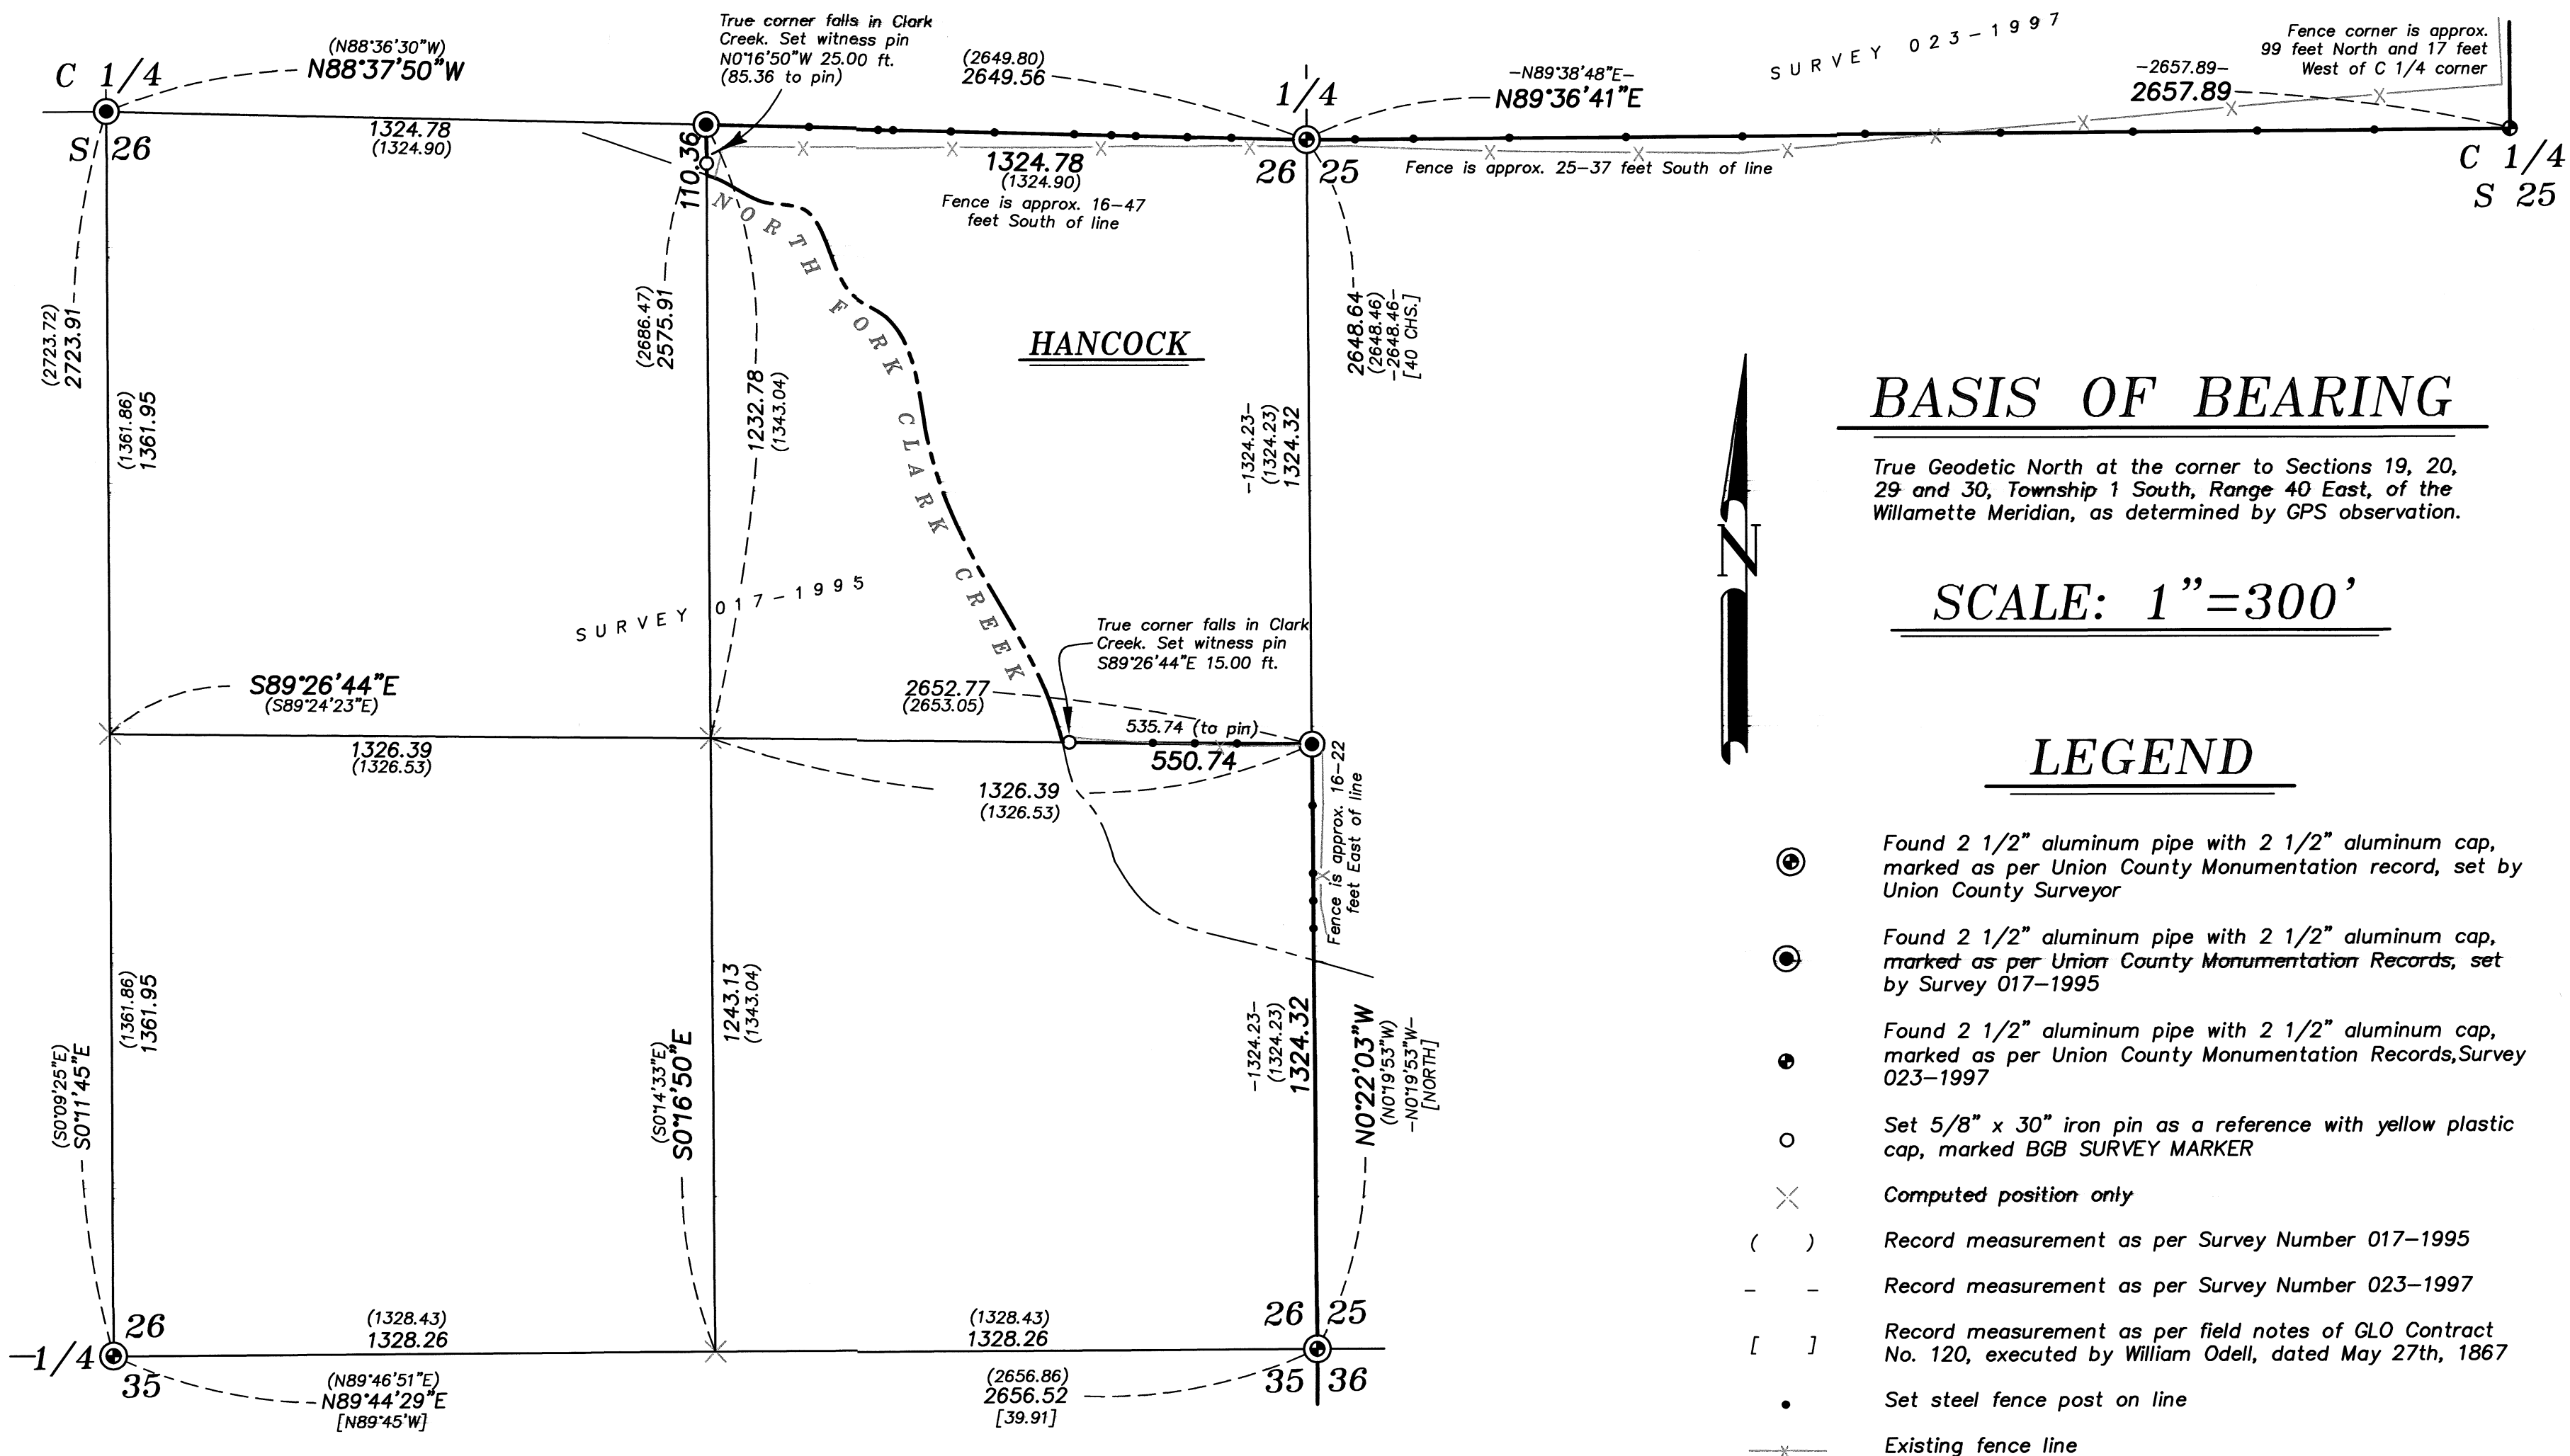 True corner falls in Clark
Creek. Set witness pin
N0°16'50"W 25.00 ft.
(85.36 to pin)
(N88°36'30"W)
N88°37'50"W
C 1/4
S 26
1324.78
(1324.90)
110.36
(2649.80)
2649.56
1/4
26 25
1324.78
(1324.90)
Fence is approx. 16-47
feet South of line
SURVEY 023-1997
-N89°38'48"E-
N89°36'41"E
Fence is approx. 25-37 feet South of line
Fence corner is approx.
99 feet North and 17 feet
West of C 1/4 corner
-2657.89-
2657.89
C 1/4
S 25
(2723.72)
2723.91
(1361.86)
1361.95
(2686.47)
2575.91
1232.78
(1343.04)
NORTH FORK CLARK CREEK
HANCOCK
2648.64
(2648.46)
-2648.46-
[40 CHS.]
-1324.23-
(1324.23)
1324.32
SURVEY 017-1995
True corner falls in Clark
Creek. Set witness pin
S89°26'44"E 15.00 ft.
S89°26'44"E
(S89°24'23"E)
1326.39
(1326.53)
2652.77
(2653.05)
535.74 (to pin)
550.74
1326.39
(1326.53)
Fence is approx. 16-22
feet East of line
(1361.86)
1361.95
(S0°09'25"E)
S0°11'45"E
1243.13
(1343.04)
(S0°14'33"E)
S0°16'50"E
-1324.23-
(1324.23)
1324.32
N0°22'03"W
(N0°19'53"W)
-N0°19'53"W-
[NORTH]
26
1/4
35
(1328.43)
1328.26
(N89°46'51"E)
N89°44'29"E
[N89°45'W]
(1328.43)
1328.26
(2656.86)
2656.52
[39.91]
26 25
35 36
N
BASIS OF BEARING
True Geodetic North at the corner to Sections 19, 20,
29 and 30, Township 1 South, Range 40 East, of the
Willamette Meridian, as determined by GPS observation.
SCALE: 1"=300'
LEGEND
Found 2 1/2" aluminum pipe with 2 1/2" aluminum cap,
marked as per Union County Monumentation record, set by
Union County Surveyor
Found 2 1/2" aluminum pipe with 2 1/2" aluminum cap,
marked as per Union County Monumentation Records, set
by Survey 017-1995
Found 2 1/2" aluminum pipe with 2 1/2" aluminum cap,
marked as per Union County Monumentation Records,Survey
023-1997
Set 5/8" x 30" iron pin as a reference with yellow plastic
cap, marked BGB SURVEY MARKER
Computed position only
( ) Record measurement as per Survey Number 017-1995
- - Record measurement as per Survey Number 023-1997
[ ] Record measurement as per field notes of GLO Contract
No. 120, executed by William Odell, dated May 27th, 1867
Set steel fence post on line
Existing fence line